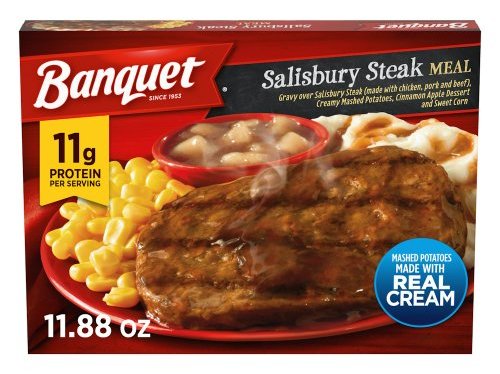 Banquet
SINCE 1953
Salisbury Steak MEAL
Gravy over Salisbury Steak (made with chicken, pork and beef),
Creamy Mashed Potatoes, Cinnamon Apple Dessert
and Sweet Corn
11g
PROTEIN
PER SERVING
MASHED POTATOES
MADE WITH
REAL
CREAM
11.88 oz